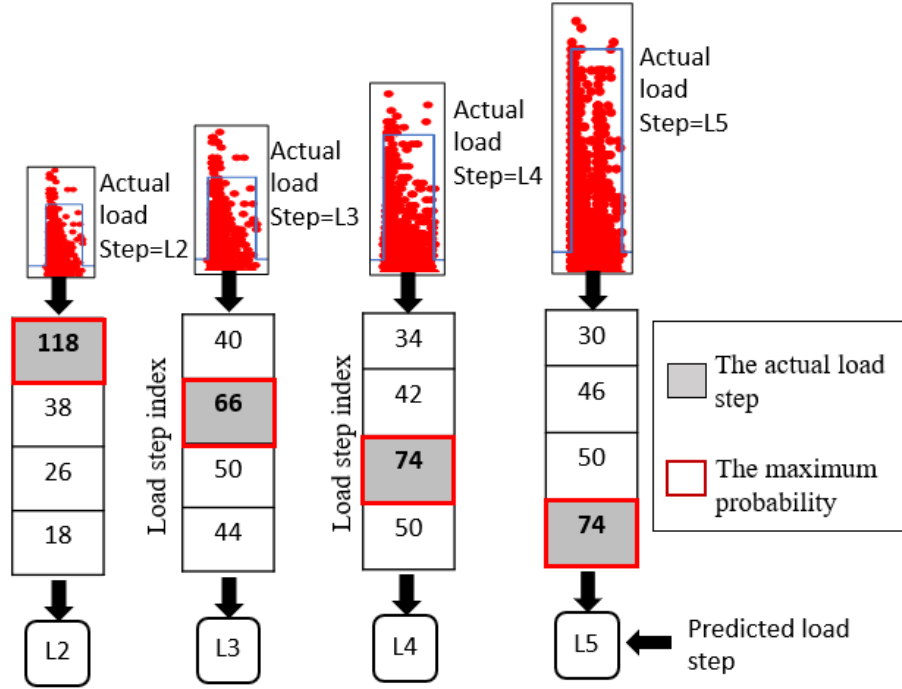 Actual
load
Step=L2
Actual
load
Step=L3
Actual
load
Step=L4
Actual
load
Step=L5
118
38
26
18
Load step index
40
66
50
44
Load step index
34
42
74
50
30
46
50
74
The actual load
step
The maximum
probability
L2
L3
L4
L5
Predicted load
step